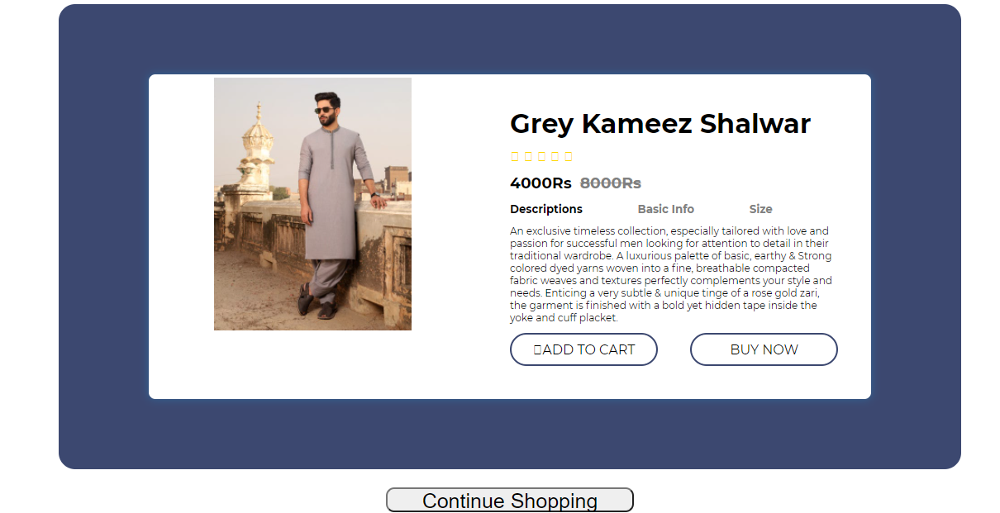 Grey Kameez Shalwar
4000Rs 8000Rs
Descriptions Basic Info Size
An exclusive timeless collection, especially tailored with love and
passion for successful men looking for attention to detail in their
traditional wardrobe. A luxurious palette of basic, earthy & Strong
colored dyed yarns woven into a fine, breathable compacted
fabric weaves and textures perfectly complements your style and
needs. Enticing a very subtle & unique tinge of a rose gold zari,
the garment is finished with a bold yet hidden tape inside the
yoke and cuff placket.
ADD TO CART BUY NOW
Continue Shopping